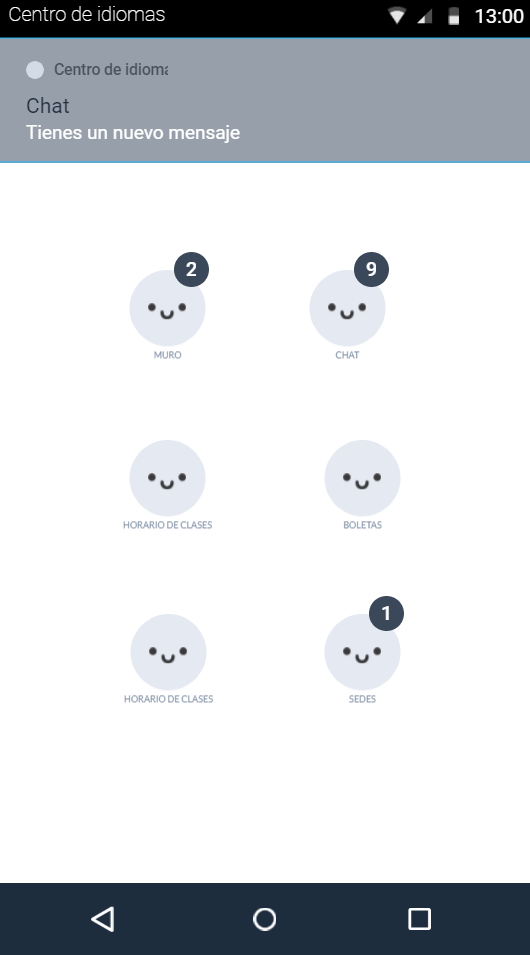 Centro de idiomas
13:00
Centro de idioma
Chat
Tienes un nuevo mensaje
2
9
MURO
CHAT
HORARIO DE CLASES
BOLETAS
1
HORARIO DE CLASES
SEDES